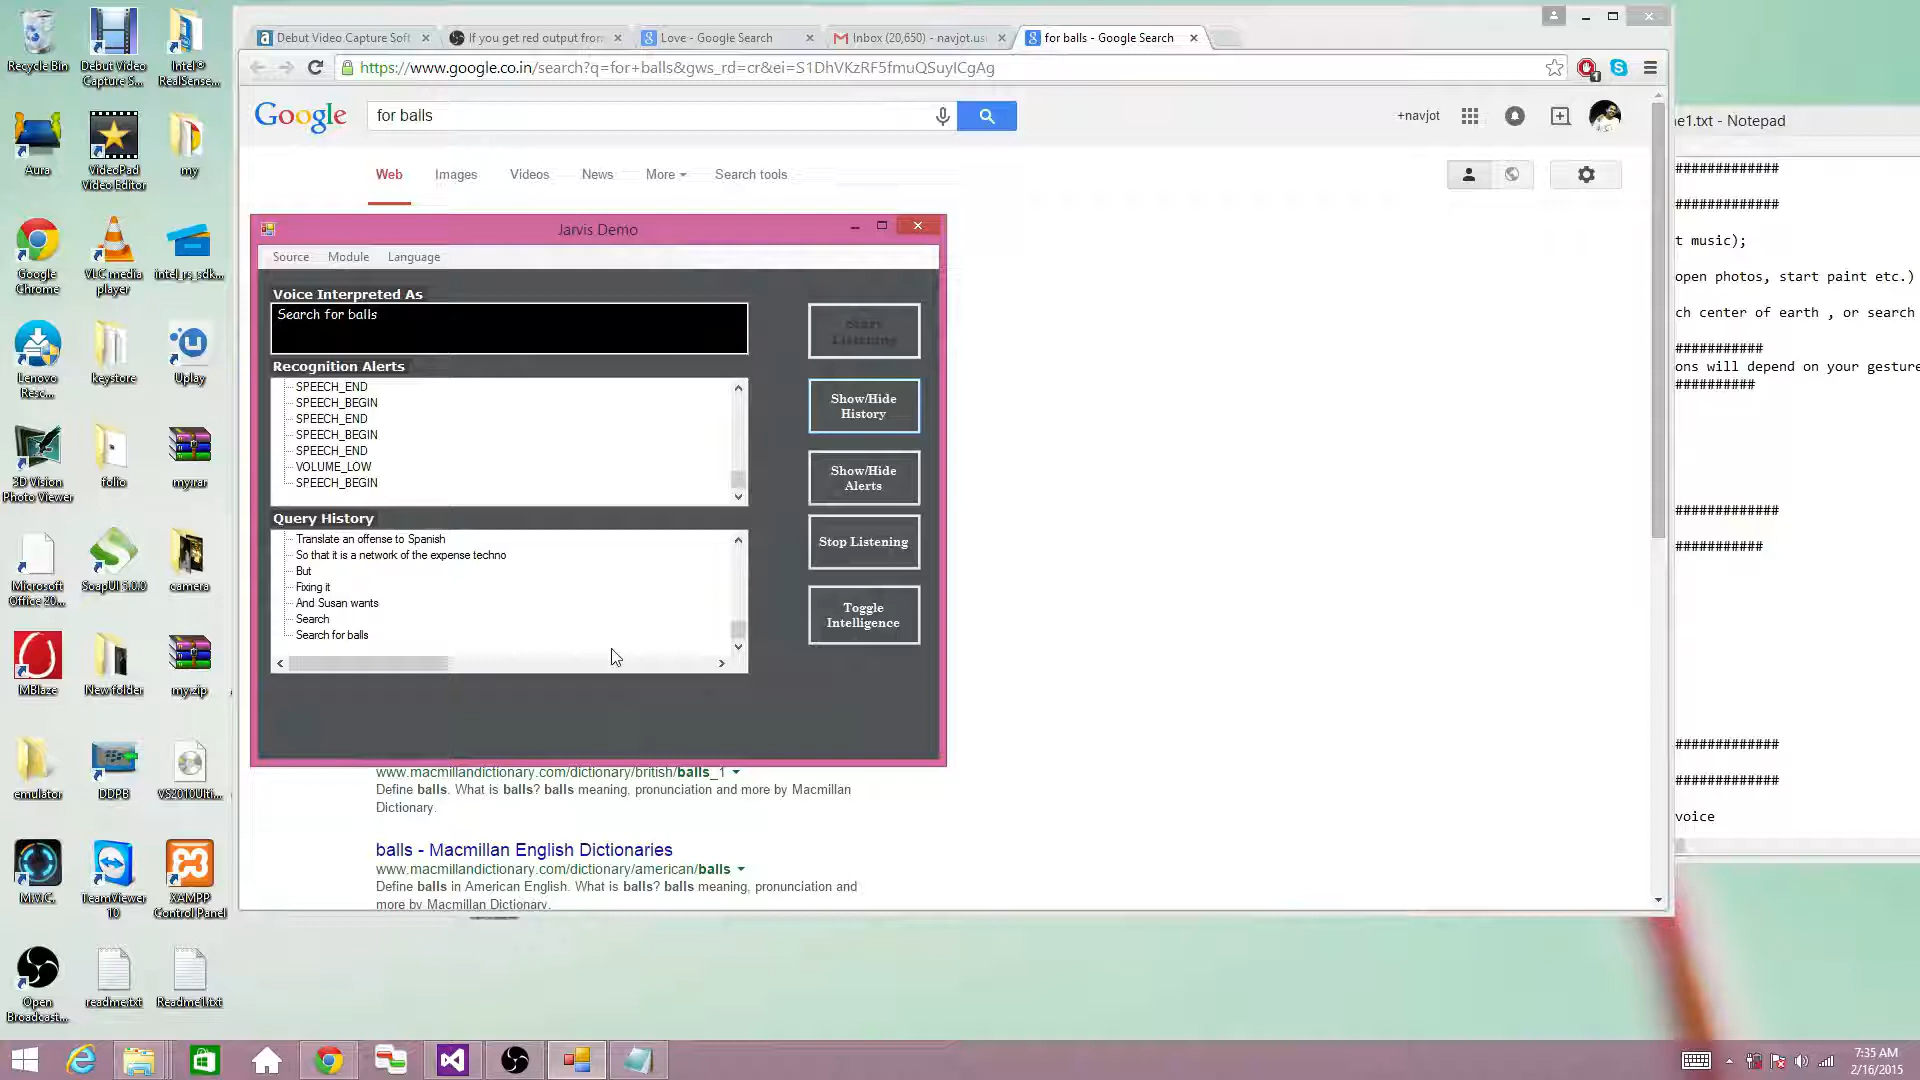 Recycle Bin
Debut Video Capture S...
Intel® RealSense...
Aura
VideoPad Video Editor
my
Google Chrome
VLC media player
intel_rs_sdk...
Lenovo Resc...
keystore
Uplay
3D Vision Photo Viewer
folio
my.rar
Microsoft Office 20...
SoapUI 5.0.0
camera
MBlaze
New folder
my.zip
emulator
DDPB
VS2010Ulti...
M.V.C.
TeamViewer 10
XAMPP Control Panel
Open Broadcast...
readme.txt
Readme1.txt
Debut Video Capture Soft
If you get red output from
Love - Google Search
Inbox (20,650) - navjot.us
for balls - Google Search
https://www.google.co.in/search?q=for+balls&gws_rd=cr&ei=S1DhVKzRF5fmuQSuyICgAg
Google
for balls
+navjot
Web
Images
Videos
News
More
Search tools
Jarvis Demo
Source
Module
Language
Voice Interpreted As
Search for balls
Recognition Alerts
SPEECH_END
SPEECH_BEGIN
SPEECH_END
SPEECH_BEGIN
SPEECH_END
VOLUME_LOW
SPEECH_BEGIN
Query History
Translate an offense to Spanish
So that it is a network of the expense techno
But
Fixing it
And Susan wants
Search
Search for balls
Start Listening
Show/Hide History
Show/Hide Alerts
Stop Listening
Toggle Intelligence
www.macmillandictionary.com/dictionary/british/balls_1
Define balls. What is balls? balls meaning, pronunciation and more by Macmillan
Dictionary.
balls - Macmillan English Dictionaries
www.macmillandictionary.com/dictionary/american/balls
Define balls in American English. What is balls? balls meaning, pronunciation and
more by Macmillan Dictionary.
e1.txt - Notepad
#############
#############
t music);
open photos, start paint etc.)
ch center of earth , or search
###########
ons will depend on your gesture
##########
#############
###########
#############
#############
voice
7:35 AM
2/16/2015